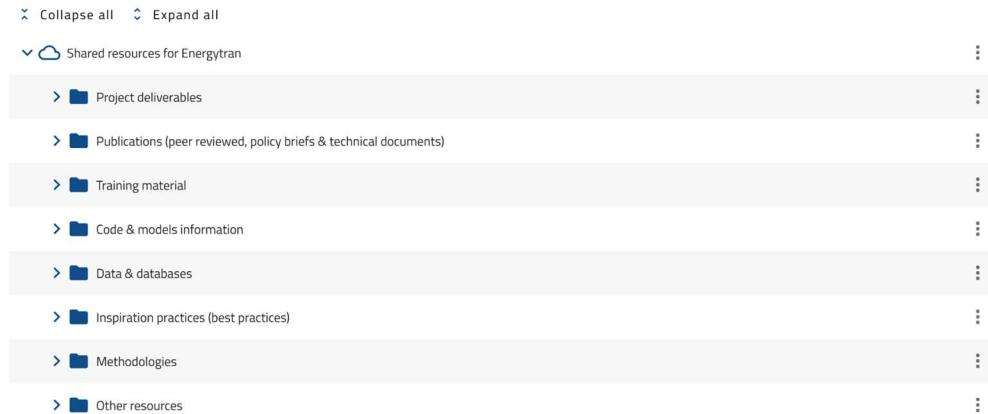 Collapse all Expand all
Shared resources for Energytran
Project deliverables
Publications (peer reviewed, policy briefs & technical documents)
Training material
Code & models information
Data & databases
Inspiration practices (best practices)
Methodologies
Other resources